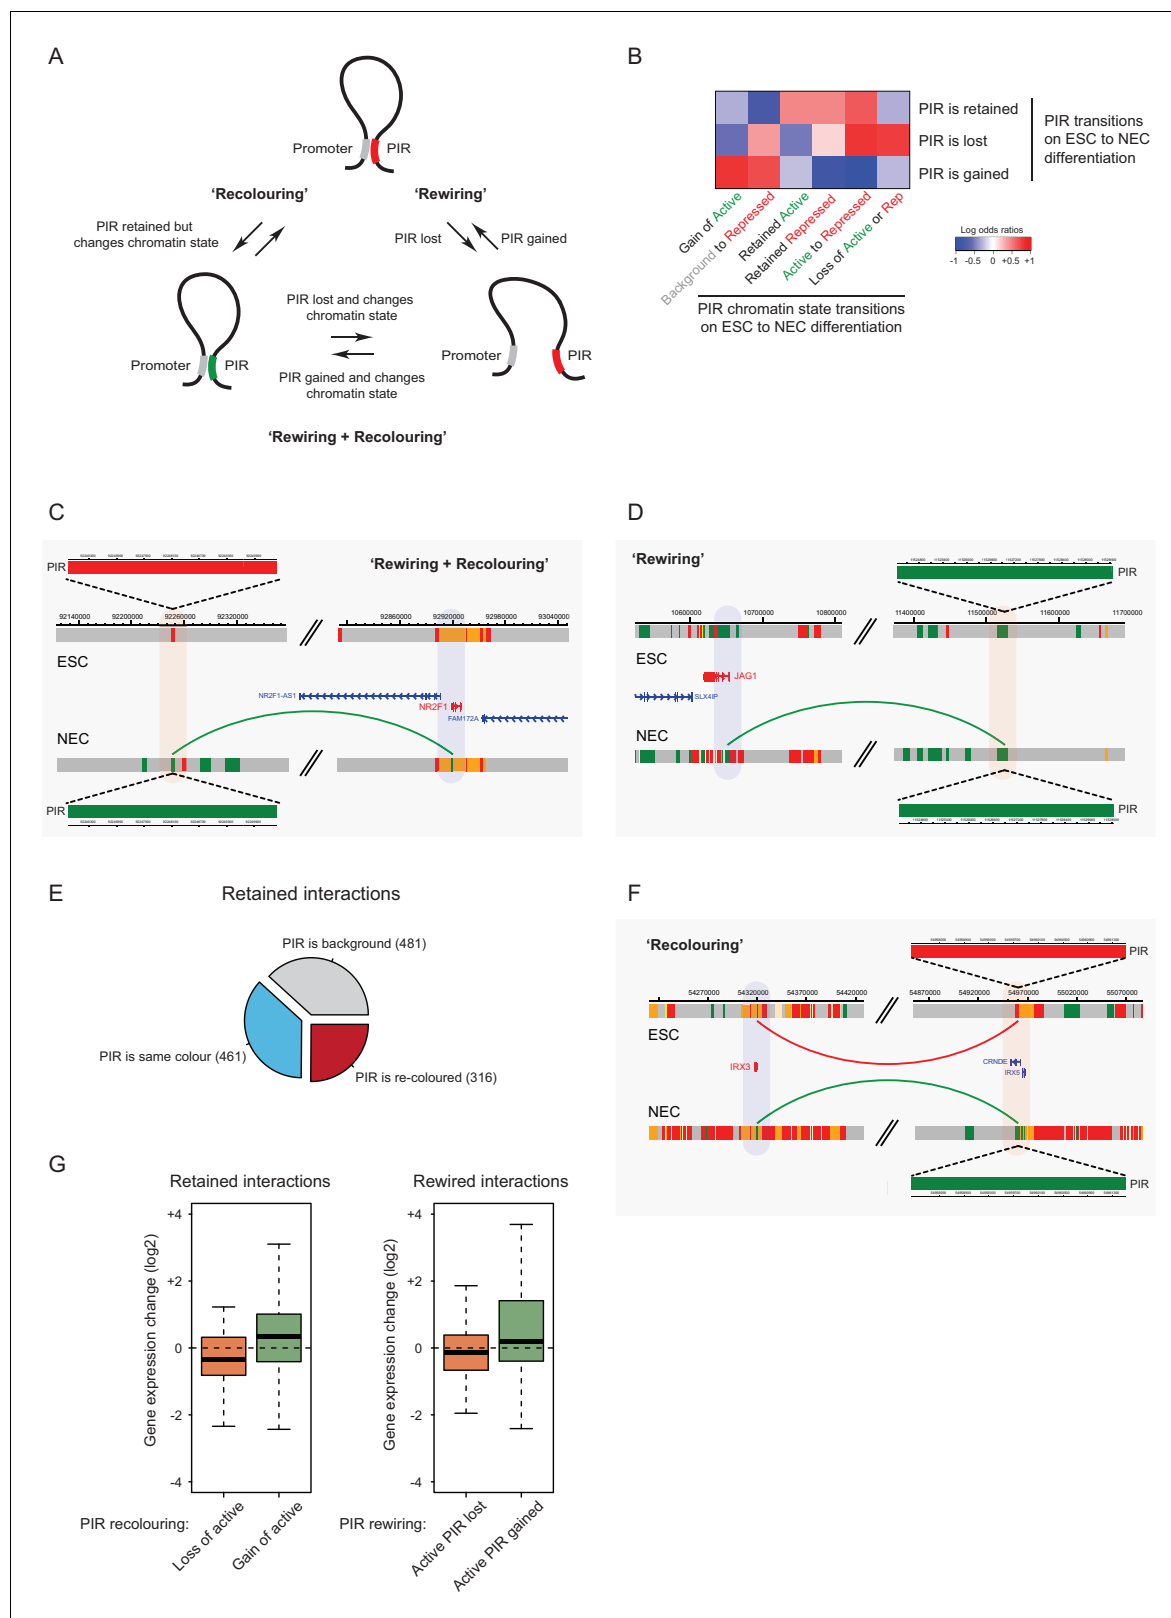 A
Promoter
PIR
‘Recolouring’
‘Rewiring’
PIR retained but
changes chromatin state
PIR lost
PIR gained
PIR lost and changes
chromatin state
Promoter
PIR
Promoter
PIR
PIR gained and changes
chromatin state
‘Rewiring + Recolouring’
B
PIR is retained
PIR is lost
PIR is gained
PIR transitions
on ESC to NEC
differentiation
Gain of Active
Background to Repressed
Retained Active
Retained Repressed
Active to Repressed
Loss of Active or Rep
Log odds ratios
-1 -0.5 0 +0.5 +1
PIR chromatin state transitions
on ESC to NEC differentiation
C
PIR
‘Rewiring + Recolouring’
92140000 92200000 92260000 92320000
92860000 92920000 92980000 93040000
ESC
NR2F1-AS1
NR2F1
FAM172A
NEC
PIR
D
‘Rewiring’
PIR
10600000 10700000 10800000
11400000 11500000 11600000 11700000
ESC
JAG1
SLX4IP
NEC
PIR
E
Retained interactions
PIR is background (481)
PIR is same colour (461)
PIR is re-coloured (316)
F
‘Recolouring’
PIR
54270000 54320000 54370000 54420000
54870000 54920000 54970000 55020000 55070000
ESC
IRX3
CRNDE
IRX5
NEC
PIR
G
Retained interactions
Gene expression change (log2)
+4
+2
0
-2
-4
PIR recolouring:
Loss of active
Gain of active
Rewired interactions
Gene expression change (log2)
+4
+2
0
-2
-4
PIR rewiring:
Active PIR lost
Active PIR gained